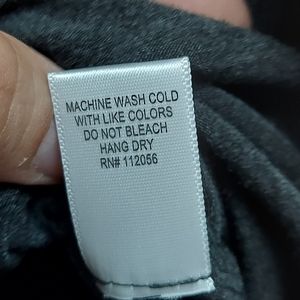 MACHINE WASH COLD
WITH LIKE COLORS
DO NOT BLEACH
HANG DRY
RN# 112056